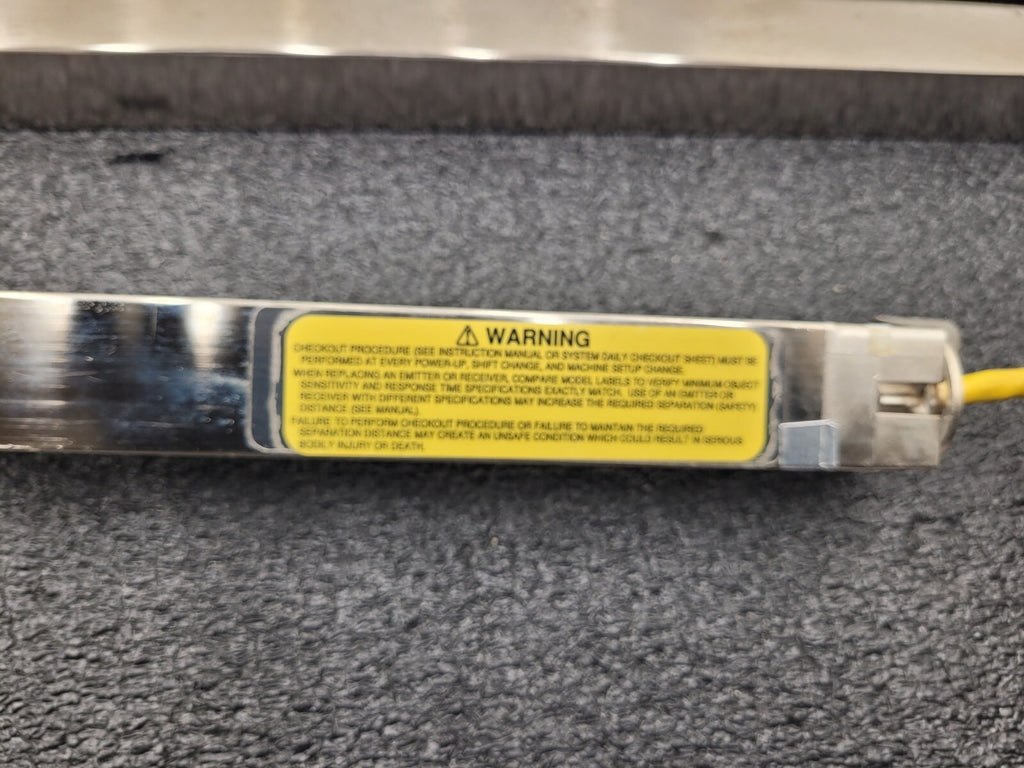 ⚠ WARNING
CHECKOUT PROCEDURE (SEE INSTRUCTION MANUAL OR SYSTEM DAILY CHECKOUT SHEET) MUST BE
PERFORMED AT EVERY POWER-UP, SHIFT CHANGE, AND MACHINE SETUP CHANGE.
WHEN REPLACING AN EMITTER OR RECEIVER, COMPARE MODEL LABELS TO VERIFY MINIMUM OBJECT
SENSITIVITY AND RESPONSE TIME SPECIFICATIONS EXACTLY MATCH. USE OF AN EMITTER OR
RECEIVER WITH DIFFERENT SPECIFICATIONS MAY INCREASE THE REQUIRED SEPARATION (SAFETY)
DISTANCE (SEE MANUAL).
FAILURE TO PERFORM CHECKOUT PROCEDURE OR FAILURE TO MAINTAIN THE REQUIRED
SEPARATION DISTANCE MAY CREATE AN UNSAFE CONDITION WHICH COULD RESULT IN SERIOUS
BODILY INJURY OR DEATH.